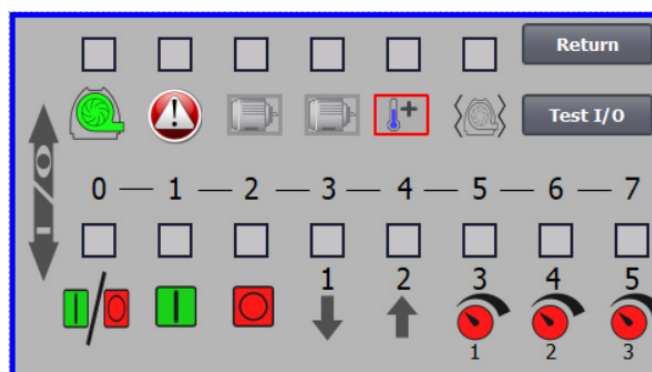 Return
Test I/O
I/O
0 — 1 — 2 — 3 — 4 — 5 — 6 — 7
1 2 3 4 5
1 2 3